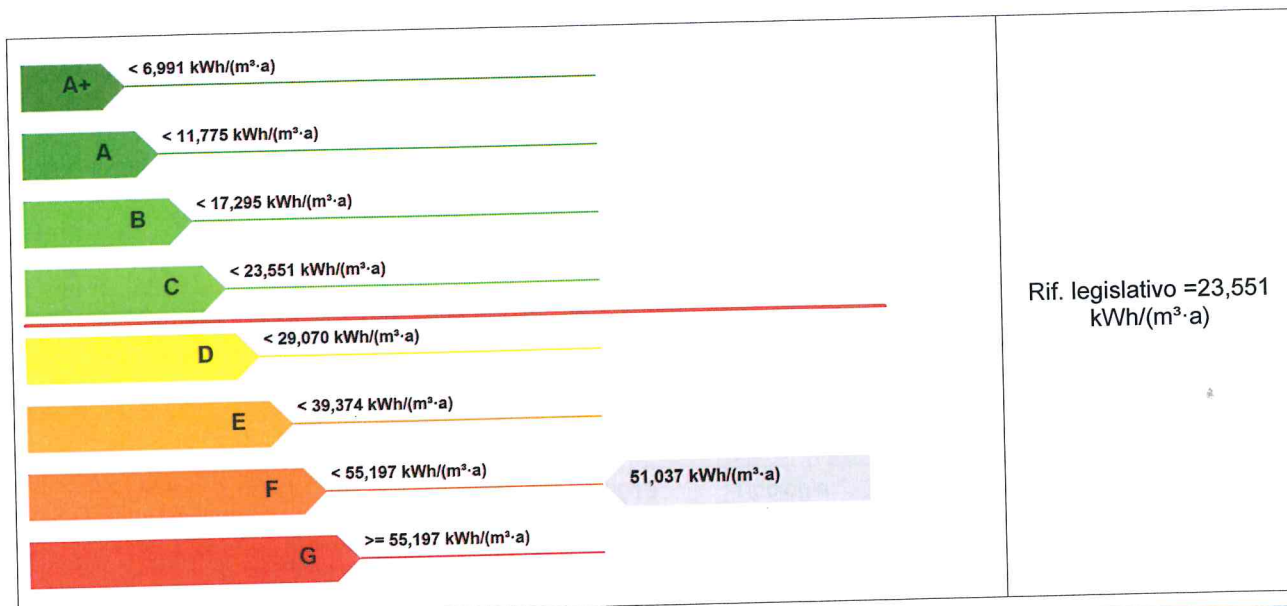 A+ < 6,991 kWh/(m³·a)
A < 11,775 kWh/(m³·a)
B < 17,295 kWh/(m³·a)
C < 23,551 kWh/(m³·a)
D < 29,070 kWh/(m³·a)
E < 39,374 kWh/(m³·a)
F < 55,197 kWh/(m³·a) 51,037 kWh/(m³·a)
G >= 55,197 kWh/(m³·a)
Rif. legislativo =23,551
kWh/(m³·a)